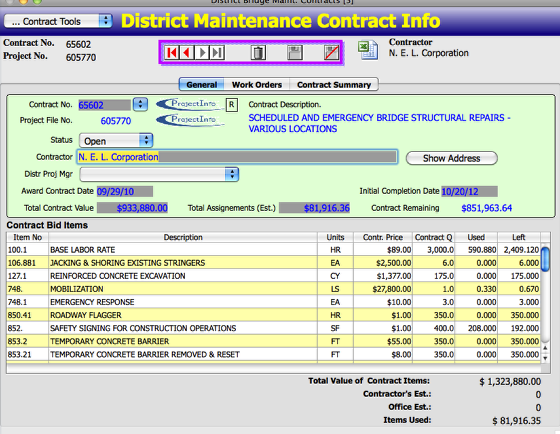 District Bridge Maint. Contracts [3]
... Contract Tools
District Maintenance Contract Info
Contract No. 65602
Project No. 605770
Contractor
N. E. L. Corporation
General Work Orders Contract Summary
Contract No. 65602 ProjectInfo R Contract Description.
Project File No. 605770 ProjectInfo SCHEDULED AND EMERGENCY BRIDGE STRUCTURAL REPAIRS -
VARIOUS LOCATIONS
Status Open
Contractor N. E. L. Corporation Show Address
Distr Proj Mgr
Award Contract Date 09/29/10 Initial Completion Date 10/20/12
Total Contract Value $933,880.00 Total Assignements (Est.) $81,916.36 Contract Remaining $851,963.64
Contract Bid Items
Item No Description Units Contr. Price Contract Q Used Left
100.1 BASE LABOR RATE HR $89.00 3,000.0 590.880 2,409.120
106.881 JACKING & SHORING EXISTING STRINGERS EA $2,500.00 6.0 0.000 6.000
127.1 REINFORCED CONCRETE EXCAVATION CY $1,377.00 175.0 0.000 175.000
748. MOBILIZATION LS $27,800.00 1.0 0.330 0.670
748.1 EMERGENCY RESPONSE EA $10.00 3.0 0.000 3.000
850.41 ROADWAY FLAGGER HR $1.00 350.0 0.000 350.000
852. SAFETY SIGNING FOR CONSTRUCTION OPERATIONS SF $1.00 400.0 208.000 192.000
853.2 TEMPORARY CONCRETE BARRIER FT $55.00 350.0 0.000 350.000
853.21 TEMPORARY CONCRETE BARRIER REMOVED & RESET FT $8.00 350.0 0.000 350.000
Total Value of Contract Items: $ 1,323,880.00
Contractor's Est.: 0
Office Est.: 0
Items Used: $ 81,916.35